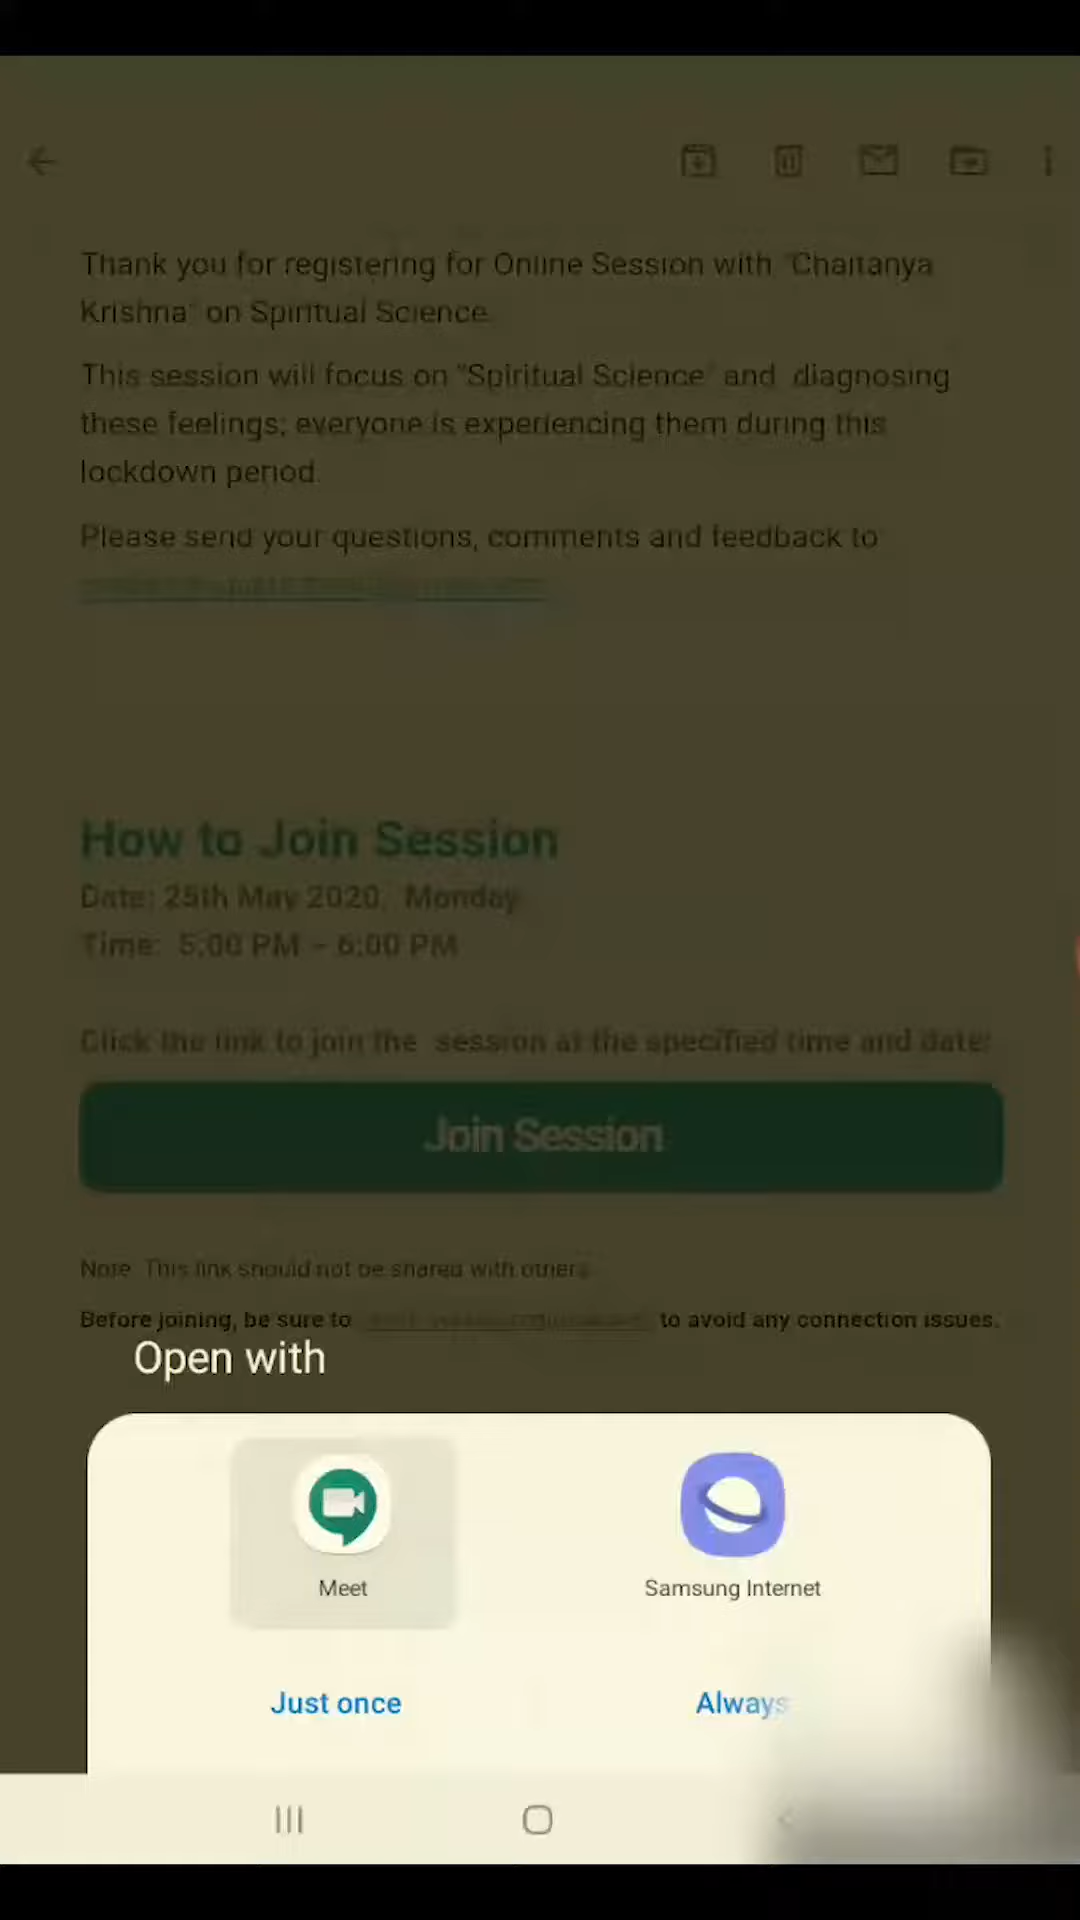 Thank you for registering for Online Session with "Chaitanya
Krishna" on Spiritual Science.
This session will focus on "Spiritual Science" and diagnosing
these feelings; everyone is experiencing them during this
lockdown period.
Please send your questions, comments and feedback to
How to Join Session
Date: 25th May 2020, Monday
Time: 5:00 PM – 6:00 PM
Click the link to join the session at the specified time and date:
Join Session
Note: This link should not be shared with others
Before joining, be sure to to avoid any connection issues.
Open with
Meet
Samsung Internet
Just once
Always